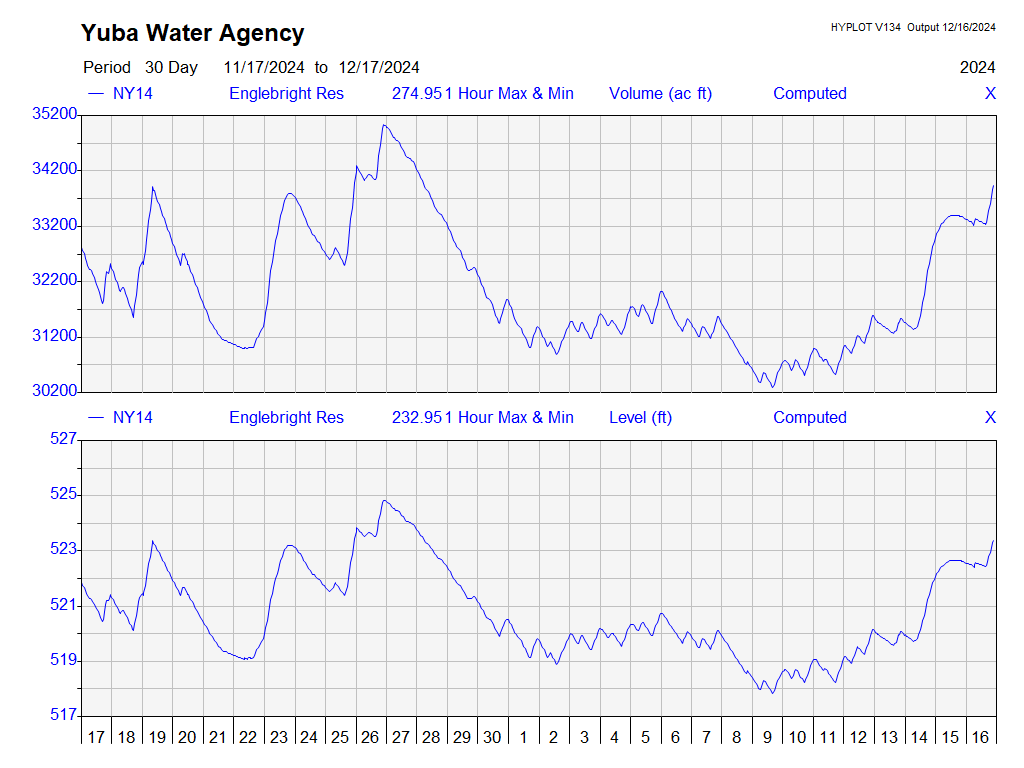 Yuba Water Agency
HYPLOT V134 Output 12/16/2024
Period 30 Day 11/17/2024 to 12/17/2024
2024
NY14 Englebright Res 274.951 Hour Max & Min Volume (ac ft) Computed X
35200
34200
33200
32200
31200
30200
NY14 Englebright Res 232.951 Hour Max & Min Level (ft) Computed X
527
525
523
521
519
517
17 18 19 20 21 22 23 24 25 26 27 28 29 30 1 2 3 4 5 6 7 8 9 10 11 12 13 14 15 16